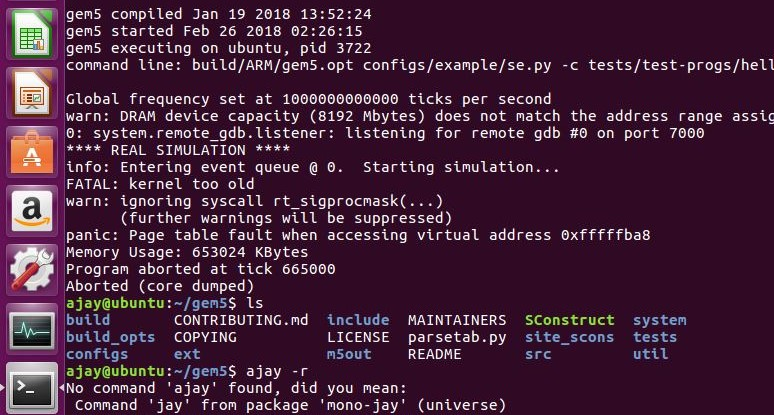 gem5 compiled Jan 19 2018 13:52:24
gem5 started Feb 26 2018 02:26:15
gem5 executing on ubuntu, pid 3722
command line: build/ARM/gem5.opt configs/example/se.py -c tests/test-progs/hell
Global frequency set at 1000000000000 ticks per second
warn: DRAM device capacity (8192 Mbytes) does not match the address range assig
0: system.remote_gdb.listener: listening for remote gdb #0 on port 7000
**** REAL SIMULATION ****
info: Entering event queue @ 0.  Starting simulation...
FATAL: kernel too old
warn: ignoring syscall rt_sigprocmask(...)
      (further warnings will be suppressed)
panic: Page table fault when accessing virtual address 0xfffffba8
Memory Usage: 653024 KBytes
Program aborted at tick 665000
Aborted (core dumped)
ajay@ubuntu:~/gem5$ ls
build       CONTRIBUTING.md  include  MAINTAINERS  SConstruct  system
build_opts  COPYING          LICENSE  parsetab.py  site_scons  tests
configs     ext              m5out    README       src         util
ajay@ubuntu:~/gem5$ ajay -r
No command 'ajay' found, did you mean:
 Command 'jay' from package 'mono-jay' (universe)